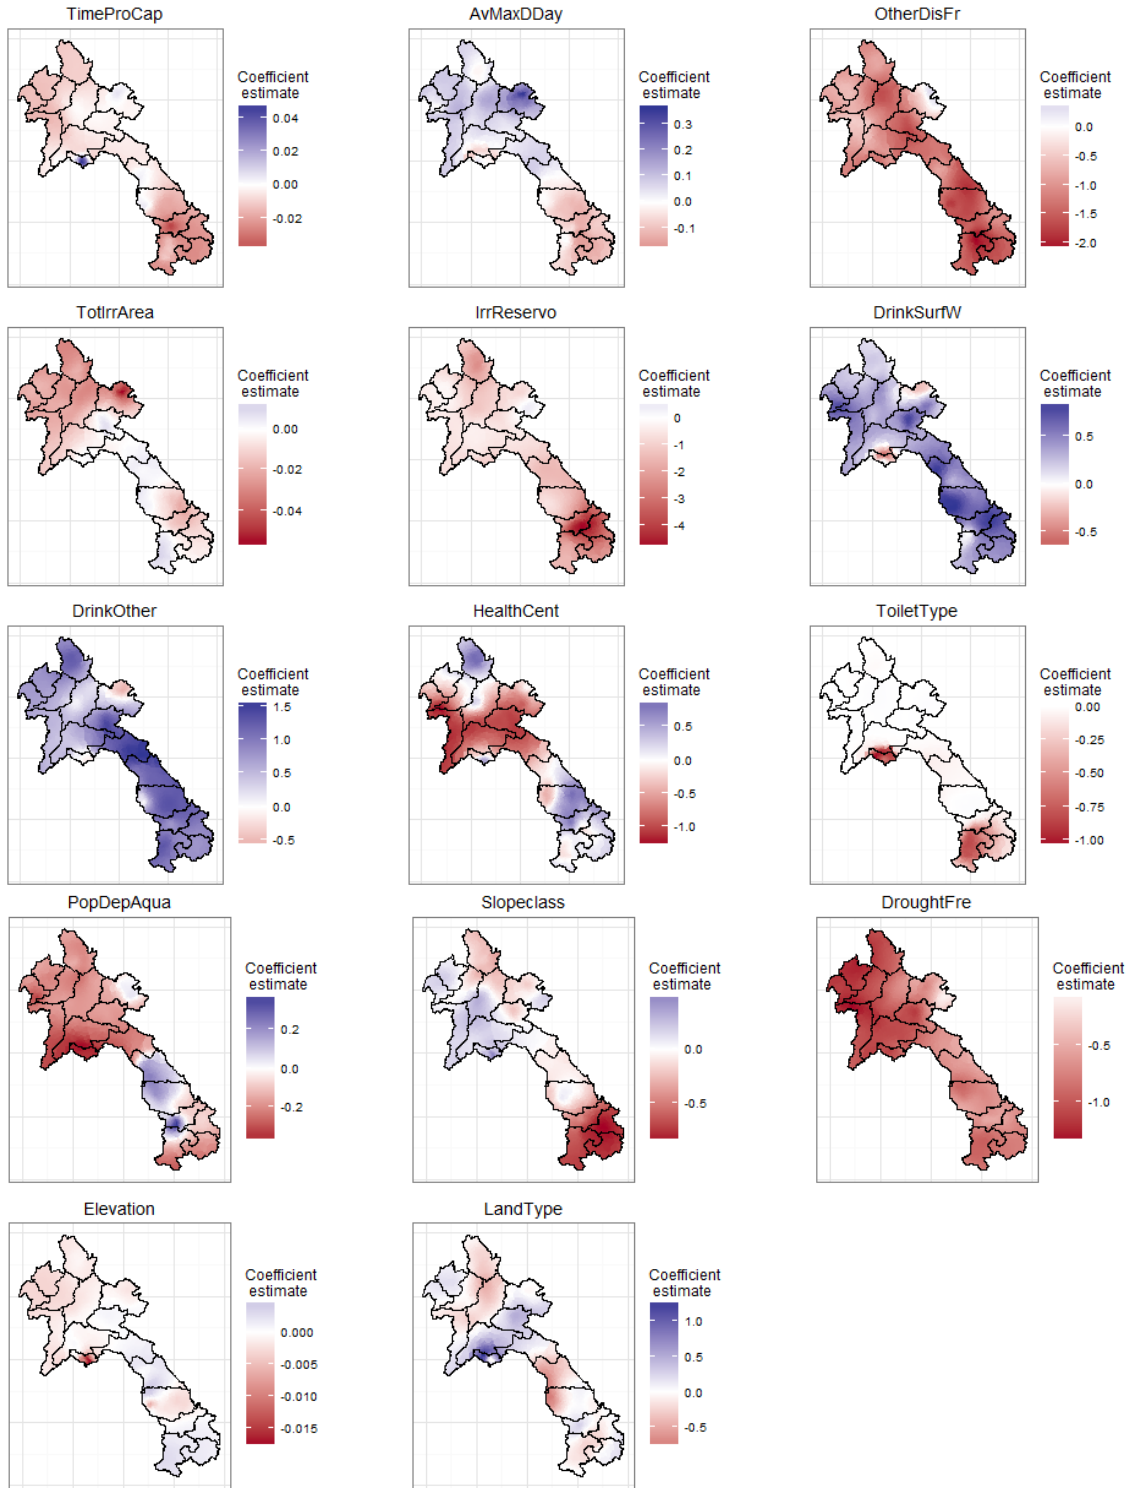 TimeProCap
Coefficient
estimate
0.04
0.02
0.00
-0.02
AvMaxDDay
Coefficient
estimate
0.3
0.2
0.1
0.0
-0.1
OtherDisFr
Coefficient
estimate
0.0
-0.5
-1.0
-1.5
-2.0
TotIrrArea
Coefficient
estimate
0.00
-0.02
-0.04
IrrReservo
Coefficient
estimate
0
-1
-2
-3
-4
DrinkSurfW
Coefficient
estimate
0.5
0.0
-0.5
DrinkOther
Coefficient
estimate
1.5
1.0
0.5
0.0
-0.5
HealthCent
Coefficient
estimate
0.5
0.0
-0.5
-1.0
ToiletType
Coefficient
estimate
0.00
-0.25
-0.50
-0.75
-1.00
PopDepAqua
Coefficient
estimate
0.2
0.0
-0.2
Slopeclass
Coefficient
estimate
0.0
-0.5
DroughtFre
Coefficient
estimate
-0.5
-1.0
Elevation
Coefficient
estimate
0.000
-0.005
-0.010
-0.015
LandType
Coefficient
estimate
1.0
0.5
0.0
-0.5